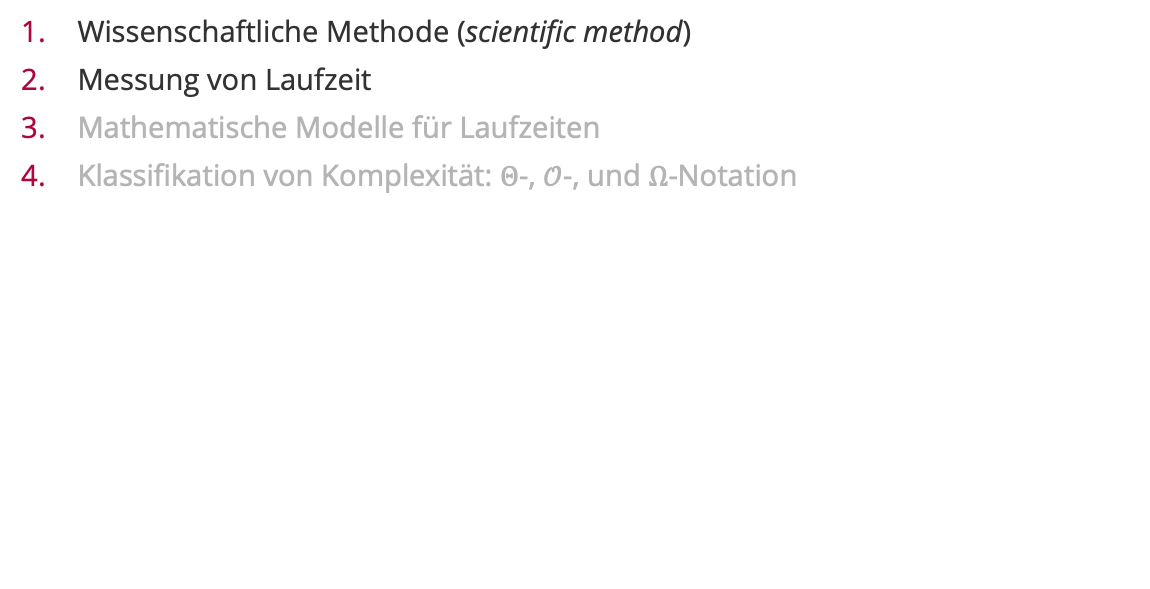 1. Wissenschaftliche Methode (scientific method)
2. Messung von Laufzeit
3. Mathematische Modelle für Laufzeiten
4. Klassifikation von Komplexität: Θ-, 𝒪-, und Ω-Notation